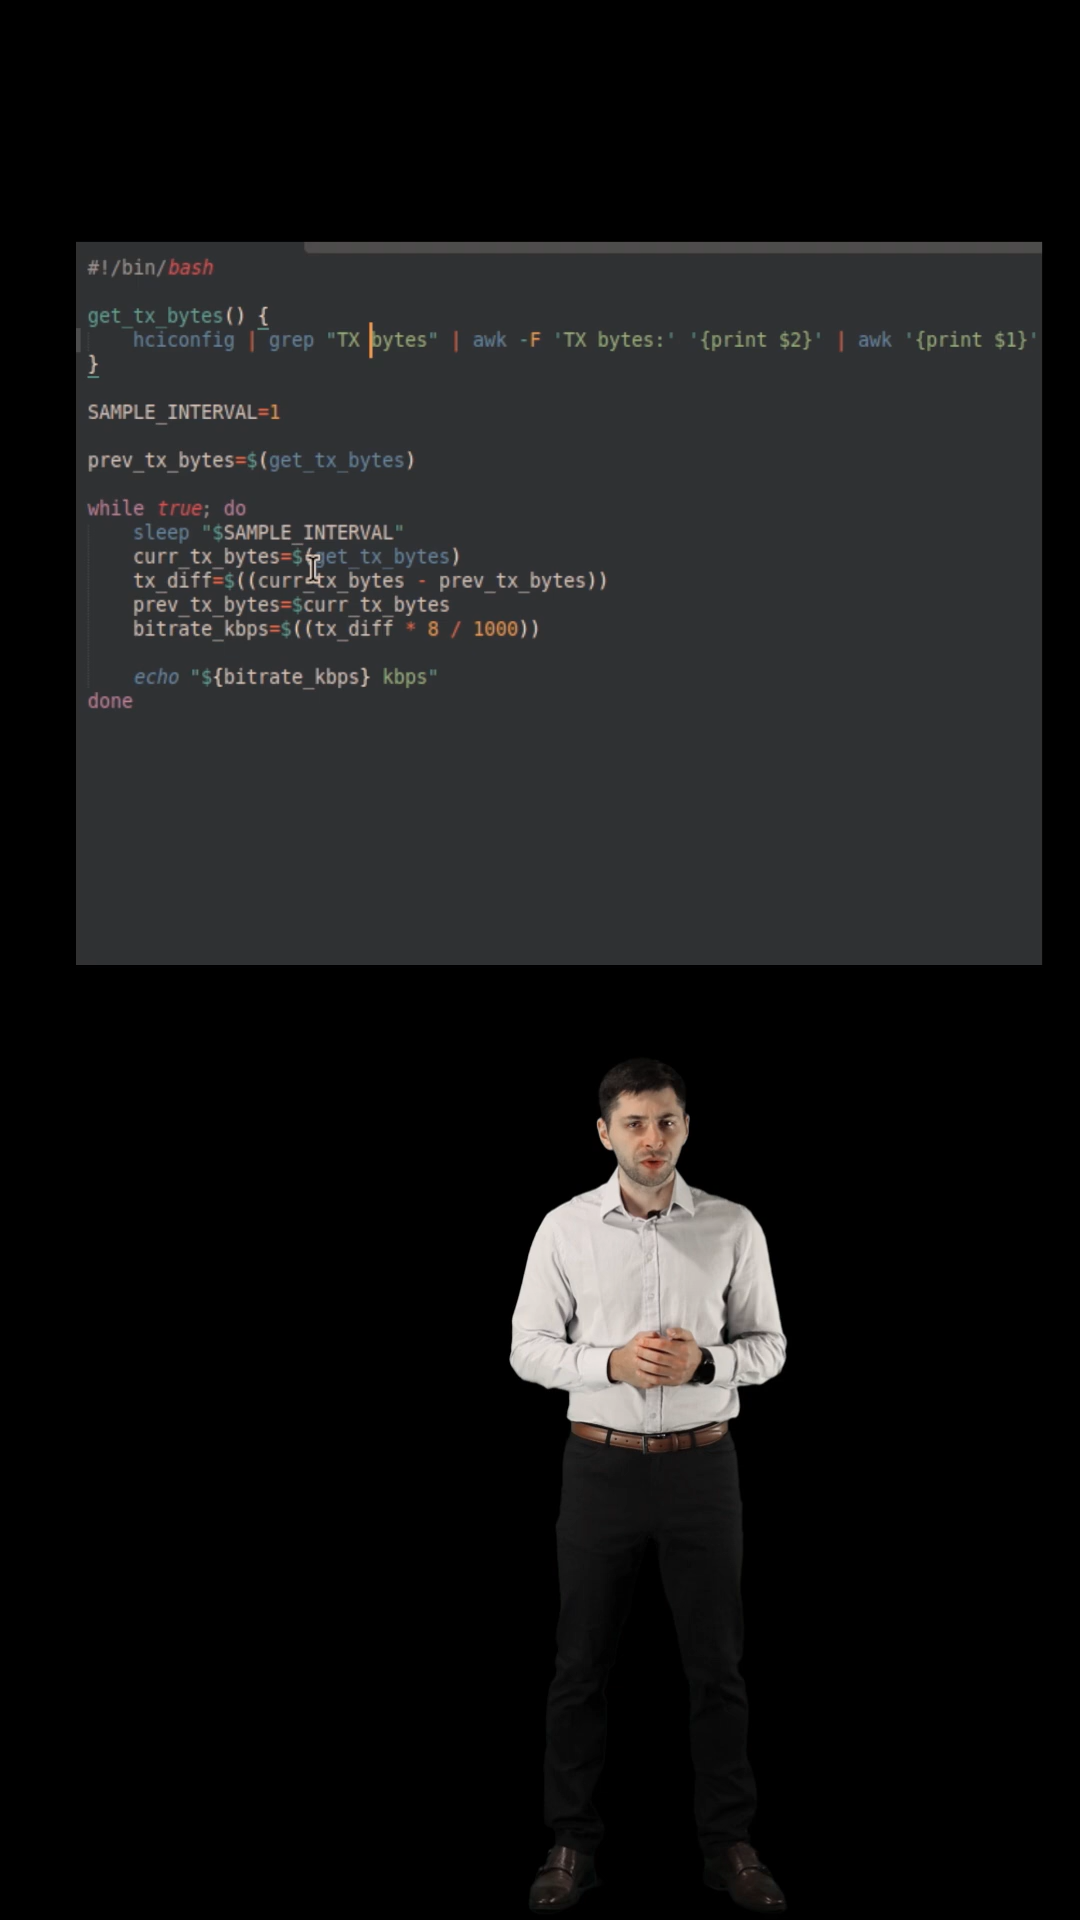 #!/bin/bash
get_tx_bytes() {
hciconfig | grep "TX bytes" | awk -F 'TX bytes:' '{print $2}' | awk '{print $1}'
}
SAMPLE_INTERVAL=1
prev_tx_bytes=$(get_tx_bytes)
while true; do
sleep "$SAMPLE_INTERVAL"
curr_tx_bytes=$(get_tx_bytes)
tx_diff=$((curr_tx_bytes - prev_tx_bytes))
prev_tx_bytes=$curr_tx_bytes
bitrate_kbps=$((tx_diff * 8 / 1000))
echo "${bitrate_kbps} kbps"
done